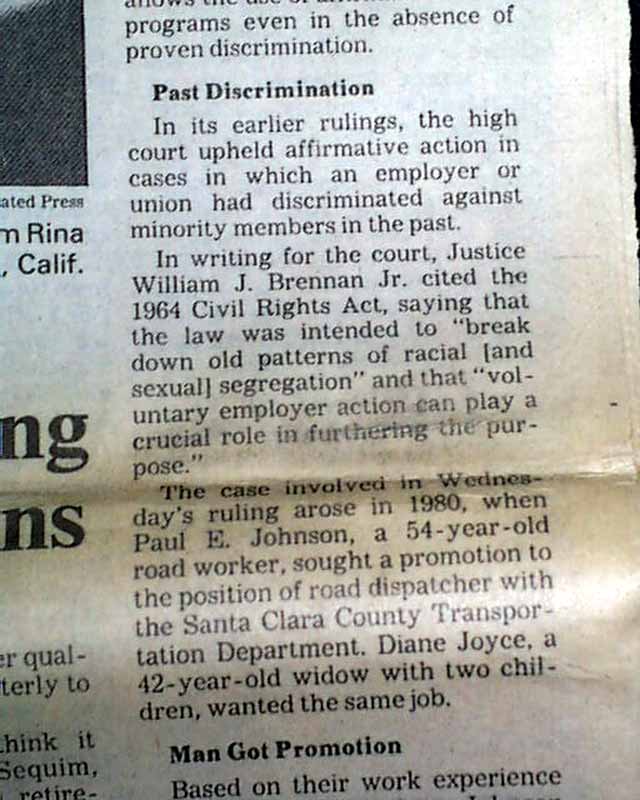 programs even in the absence of
proven discrimination.
Past Discrimination
In its earlier rulings, the high
court upheld affirmative action in
cases in which an employer or
union had discriminated against
minority members in the past.
In writing for the court, Justice
William J. Brennan Jr. cited the
1964 Civil Rights Act, saying that
the law was intended to “break
down old patterns of racial [and
sexual] segregation” and that “vol-
untary employer action can play a
crucial role in furthering the pur-
pose.”
The case involved in Wednes-
day's ruling arose in 1980, when
Paul E. Johnson, a 54-year-old
road worker, sought a promotion to
the position of road dispatcher with
the Santa Clara County Transpor-
tation Department. Diane Joyce, a
42-year-old widow with two chil-
dren, wanted the same job.
Man Got Promotion
Based on their work experience
ated Press
m Rina
, Calif.
ng
ns
er qual-
terly to
think it
Sequim,
retire-